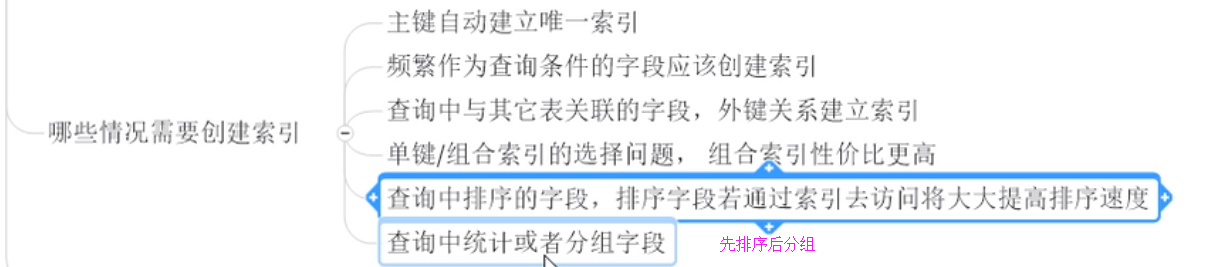 主键自动建立唯一索引
频繁作为查询条件的字段应该创建索引
查询中与其它表关联的字段，外键关系建立索引
哪些情况需要创建索引
单键/组合索引的选择问题， 组合索引性价比更高
查询中排序的字段，排序字段若通过索引去访问将大大提高排序速度
查询中统计或者分组字段 先排序后分组